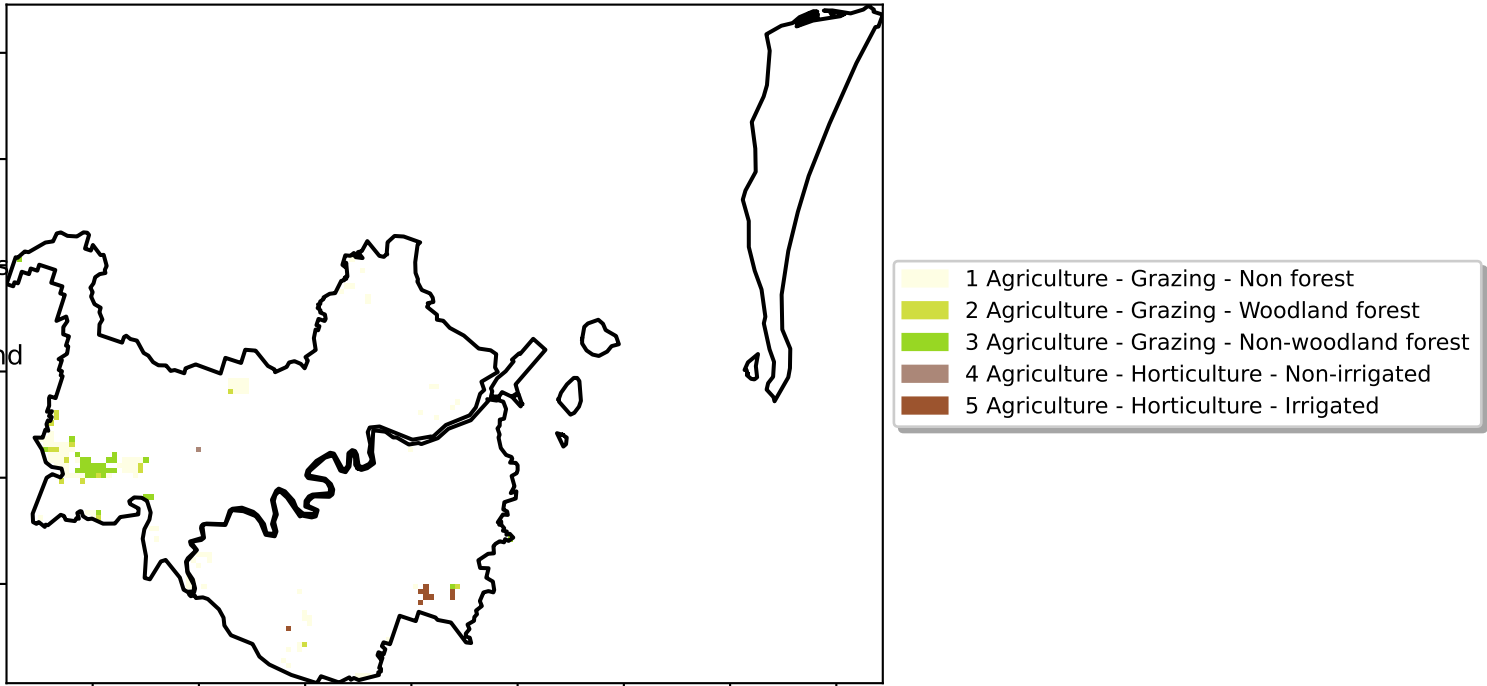 s
nd
1 Agriculture - Grazing - Non forest
2 Agriculture - Grazing - Woodland forest
3 Agriculture - Grazing - Non-woodland forest
4 Agriculture - Horticulture - Non-irrigated
5 Agriculture - Horticulture - Irrigated